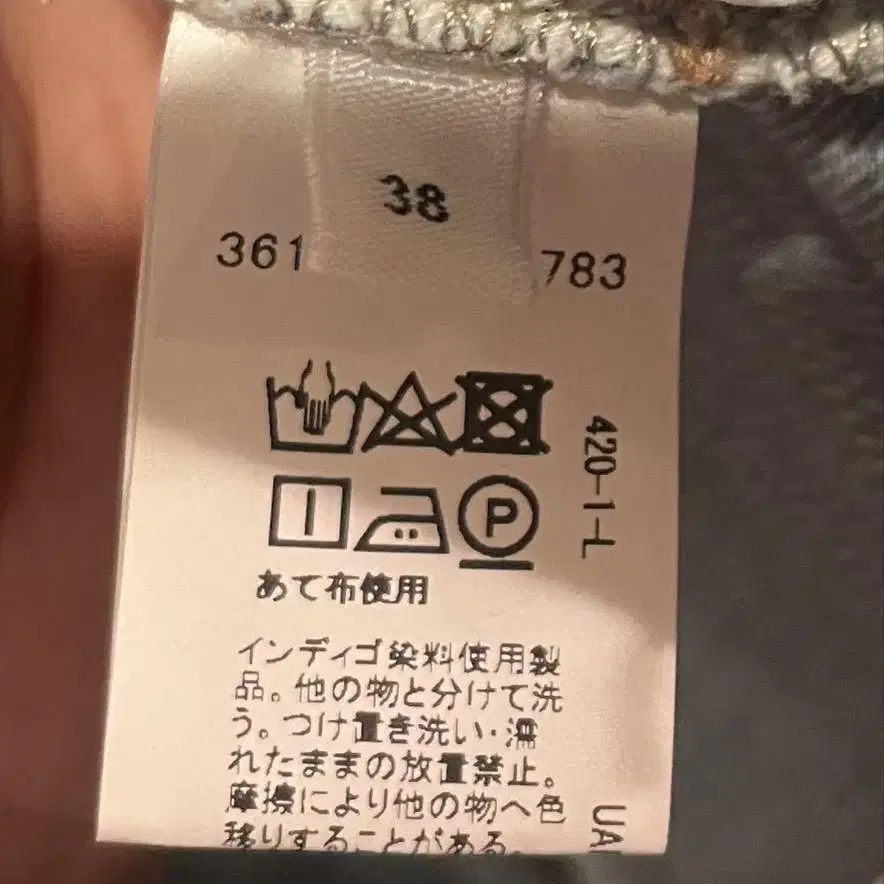 38
361 783
P
420-1-L
あて布使用
インディゴ染料使用製
品。他の物と分けて洗
う。つけ置き洗い・濡
れたままの放置禁止。
摩擦により他の物へ色
移りすることがある。
UA